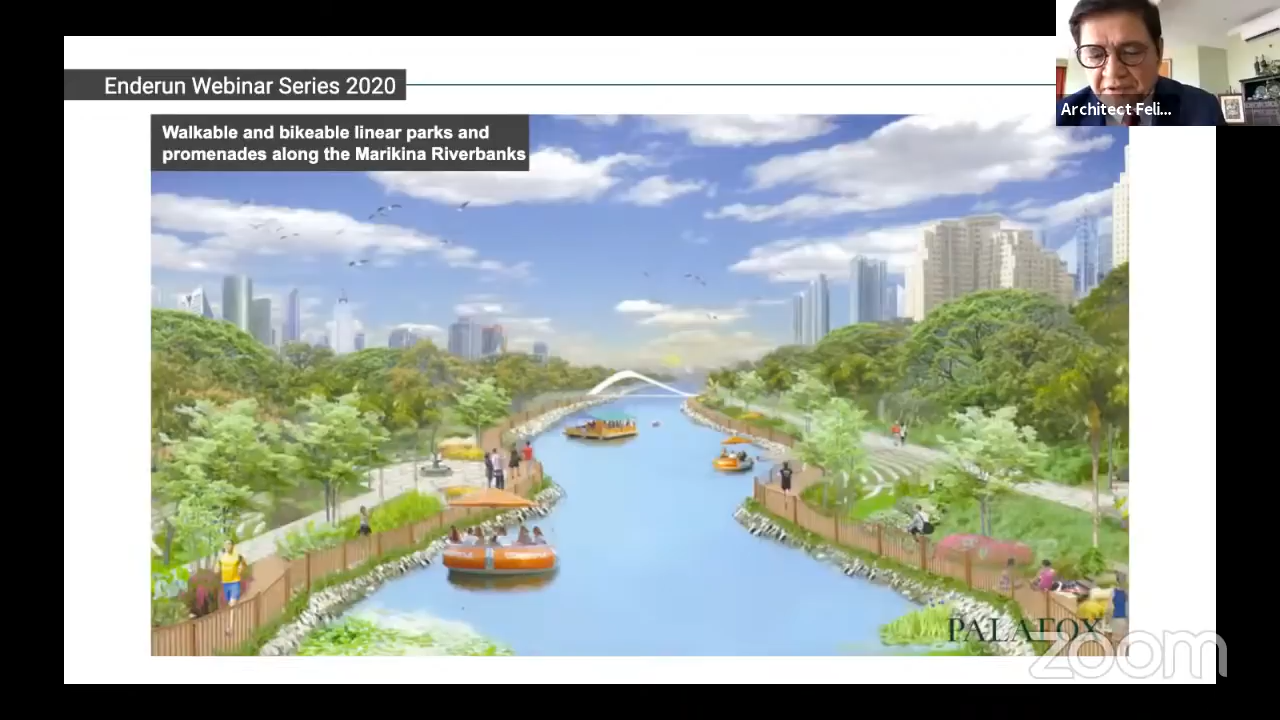 Enderun Webinar Series 2020
Architect Feli...
Walkable and bikeable linear parks and
promenades along the Marikina Riverbanks
PALAFOX
zoom